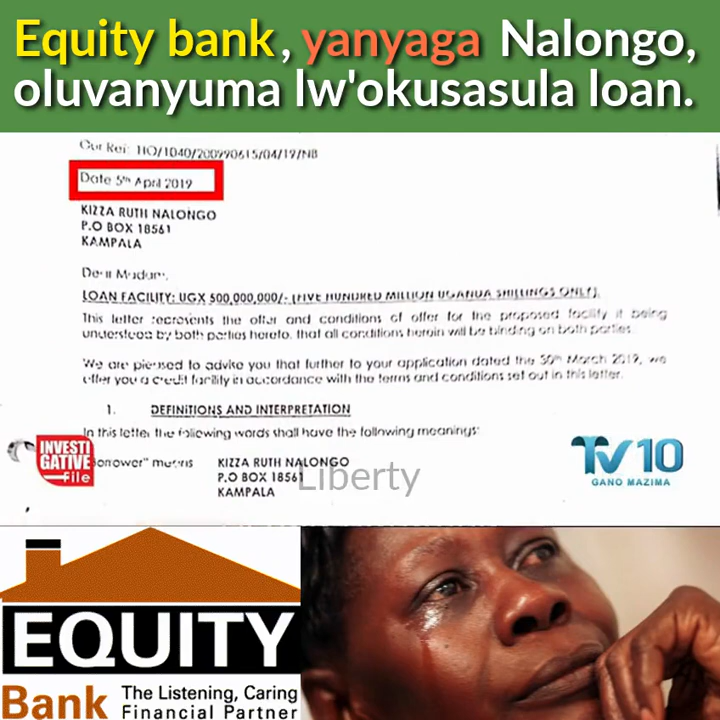 Equity bank, yanyaga Nalongo,
oluvanyuma lw'okusasula loan.
Our Ref: HO/1040/200990615/04/19/NB
Date 5th April 2019
KIZZA RUTH NALONGO
P.O BOX 18561
KAMPALA
Dear Madam,
LOAN FACILITY: UGX 500,000,000/- (FIVE HUNDRED MILLION UGANDA SHILLINGS ONLY).
This letter represents the offer and conditions of offer for the proposed facility it being
understood by both parties hereto, that all conditions herein will be binding on both parties.
We are pleased to advise you that further to your application dated the 30th March 2019, we
offer you a credit facility in accordance with the terms and conditions set out in this letter.
1. DEFINITIONS AND INTERPRETATION
In this letter the following words shall have the following meanings:
"Borrower" means KIZZA RUTH NALONGO
P.O BOX 18561
KAMPALA
INVESTI
GATIVE
File
Liberty
TV 10
GANO MAZIMA
EQUITY
Bank The Listening, Caring
Financial Partner